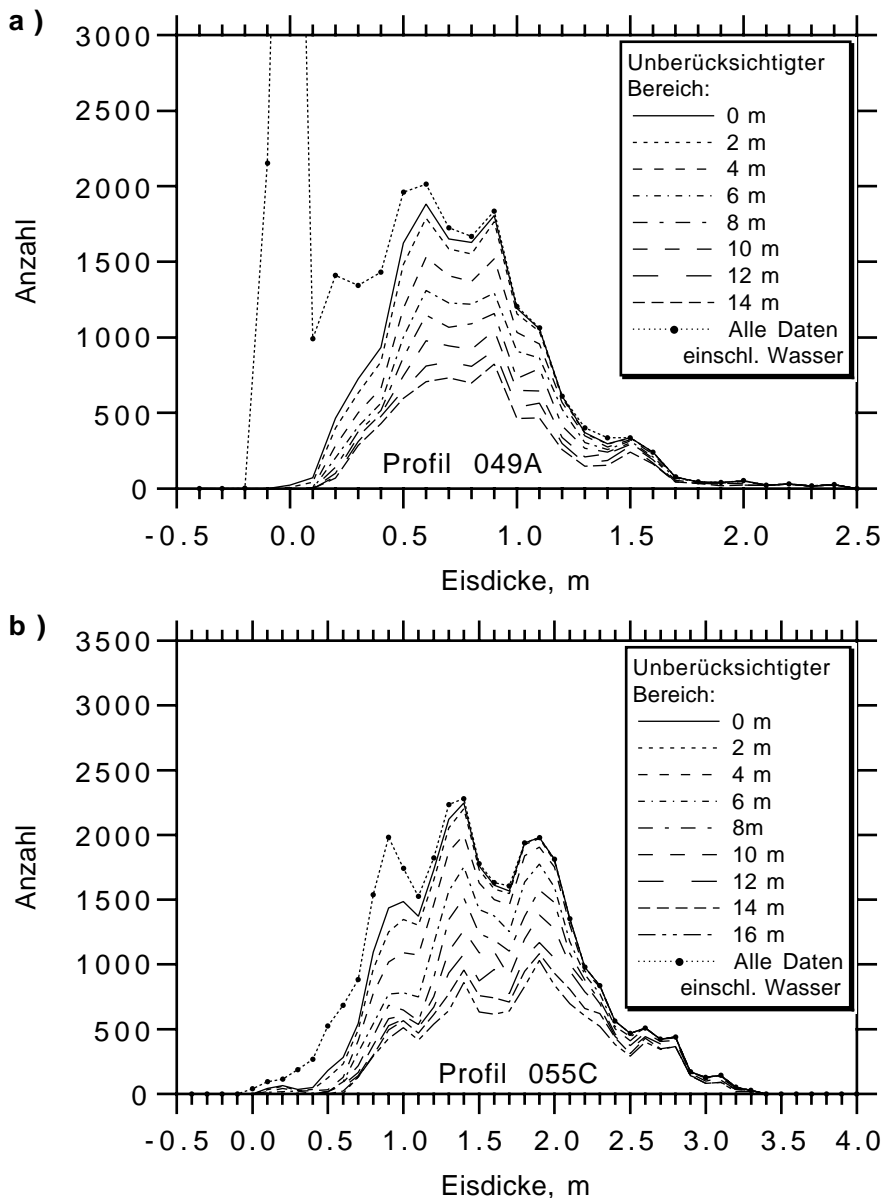 a )
3000
2500
2000
1500
1000
500
0
Anzahl
Unberücksichtigter
Bereich:
0 m
2 m
4 m
6 m
8 m
10 m
12 m
14 m
Alle Daten
einschl. Wasser
Profil 049A
-0.5 0.0 0.5 1.0 1.5 2.0 2.5
Eisdicke, m
b )
3500
3000
2500
2000
1500
1000
500
0
Anzahl
Unberücksichtigter
Bereich:
0 m
2 m
4 m
6 m
8m
10 m
12 m
14 m
16 m
Alle Daten
einschl. Wasser
Profil 055C
-0.5 0.0 0.5 1.0 1.5 2.0 2.5 3.0 3.5 4.0
Eisdicke, m